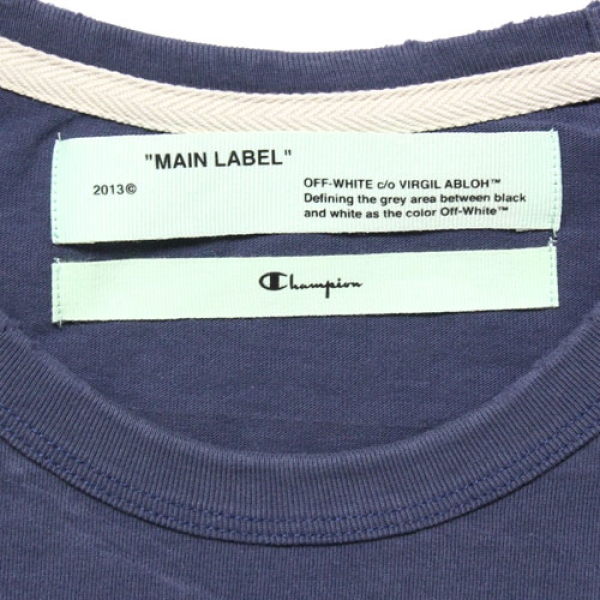 "MAIN LABEL"
2013©
OFF-WHITE c/o VIRGIL ABLOH™
Defining the grey area between black
and white as the color Off-White™
Champion